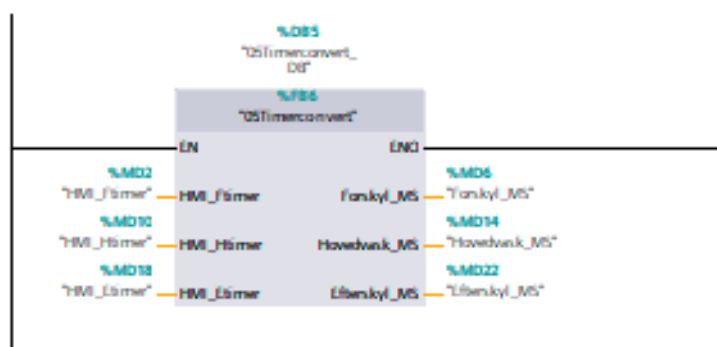 %DB5
"05Timerconvert_
DB"
%FB6
"05Timerconvert"
EN ENO
%MD2 %MD6
"HMI_Ftimer" HMI_Ftimer Forskyl_MS "Forskyl_MS"
%MD10 %MD14
"HMI_Htimer" HMI_Htimer Hovedvask_MS "Hovedvask_MS"
%MD18 %MD22
"HMI_Etimer" HMI_Etimer Efterskyl_MS "Efterskyl_MS"